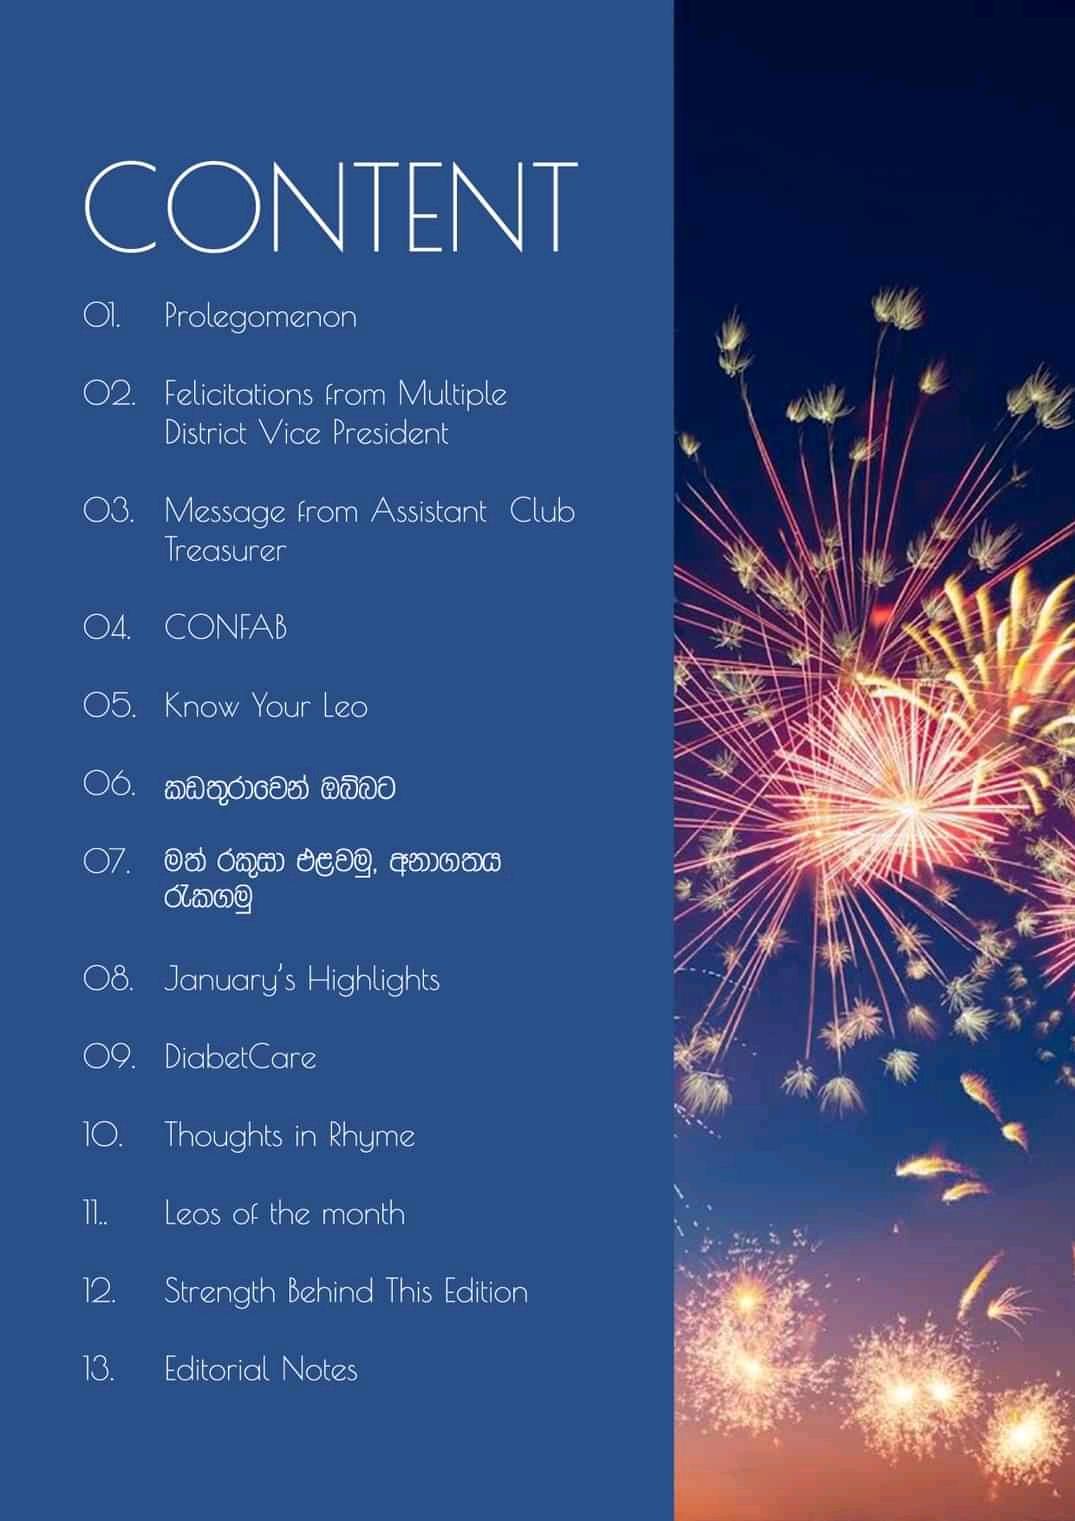 CONTENT
01. Prolegomenon
02. Felicitations from Multiple
District Vice President
03. Message from Assistant Club
Treasurer
04. CONFAB
05. Know Your Leo
06. කඩතුරාවෙන් ඔබ්බට
07. මත් රකුසා එළවමු, අනාගතය
රැකගමු
08. January's Highlights
09. DiabetCare
10. Thoughts in Rhyme
11.. Leos of the month
12. Strength Behind This Edition
13. Editorial Notes